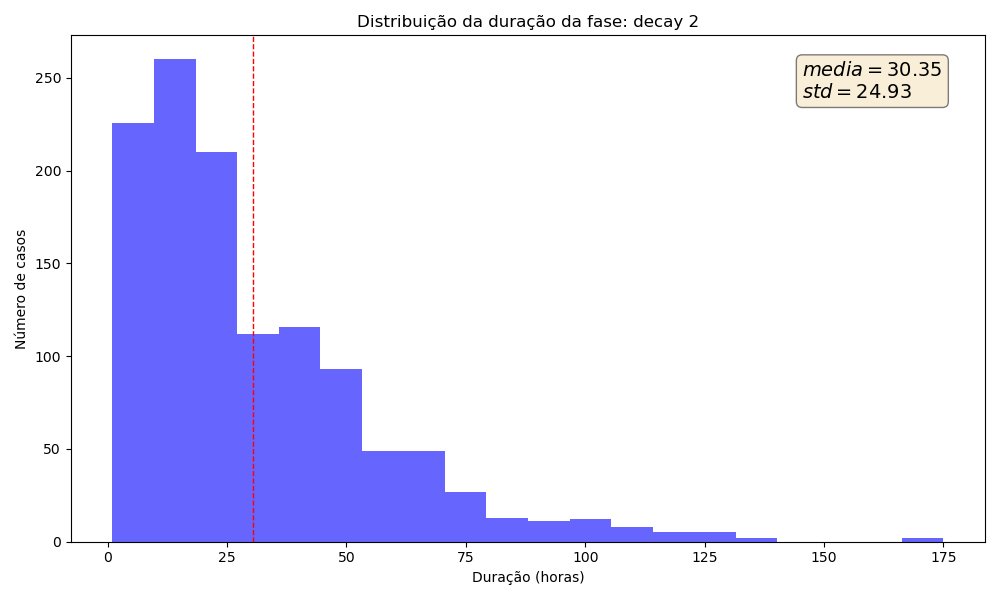 Distribuição da duração da fase: decay 2
media = 30.35
std = 24.93
Número de casos
250
200
150
100
50
0
0 25 50 75 100 125 150 175
Duração (horas)